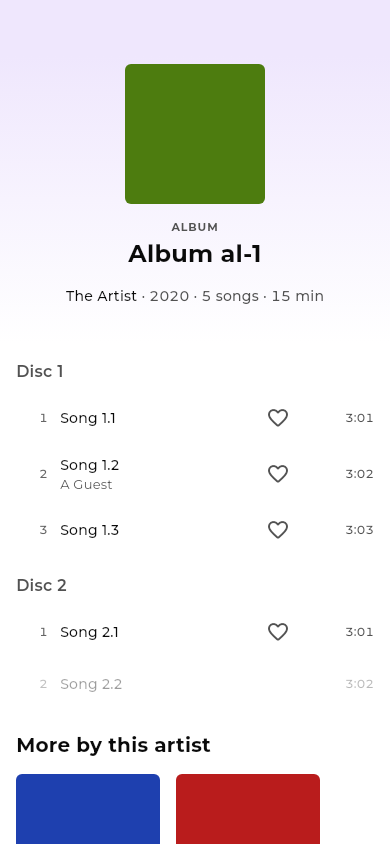 ALBUM
Album al-1
The Artist · 2020 · 5 songs · 15 min
Disc 1
1 Song 1.1 3:01
2 Song 1.2 3:02
A Guest
3 Song 1.3 3:03
Disc 2
1 Song 2.1 3:01
2 Song 2.2 3:02
More by this artist